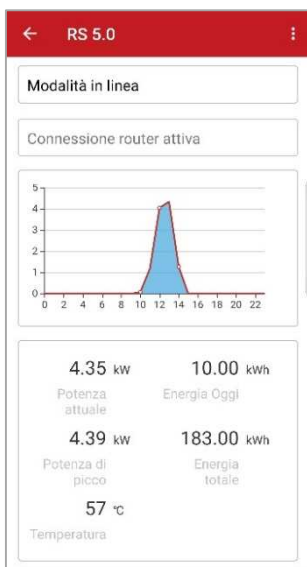 RS 5.0
Modalità in linea
Connessione router attiva
5
4
3
2
1
0
0 2 4 6 8 10 12 14 16 18 20 22
4.35 kW 10.00 kWh
Potenza Energia Oggi
attuale
4.39 kW 183.00 kWh
Potenza di Energia
picco totale
57 °C
Temperatura